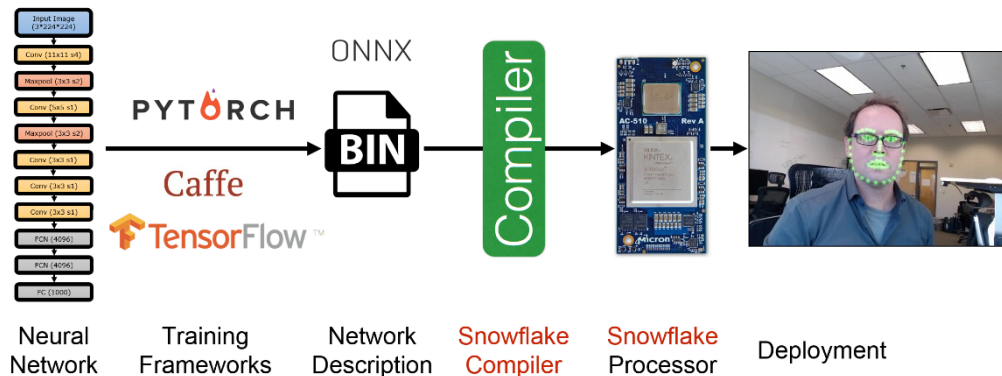 Input Image
(3*224*224)
Conv (11x11 s4)
Maxpool (3x3 s2)
Conv (5x5 s1)
Maxpool (3x3 s2)
Conv (3x3 s1)
Conv (3x3 s1)
Conv (3x3 s1)
FCN (4096)
FCN (4096)
FC (1000)
PYTORCH
Caffe
TensorFlow ™
ONNX
BIN
Compiler
AC-510 Rev A
KINTEX
Micron
Neural
Network
Training
Frameworks
Network
Description
Snowflake
Compiler
Snowflake
Processor
Deployment